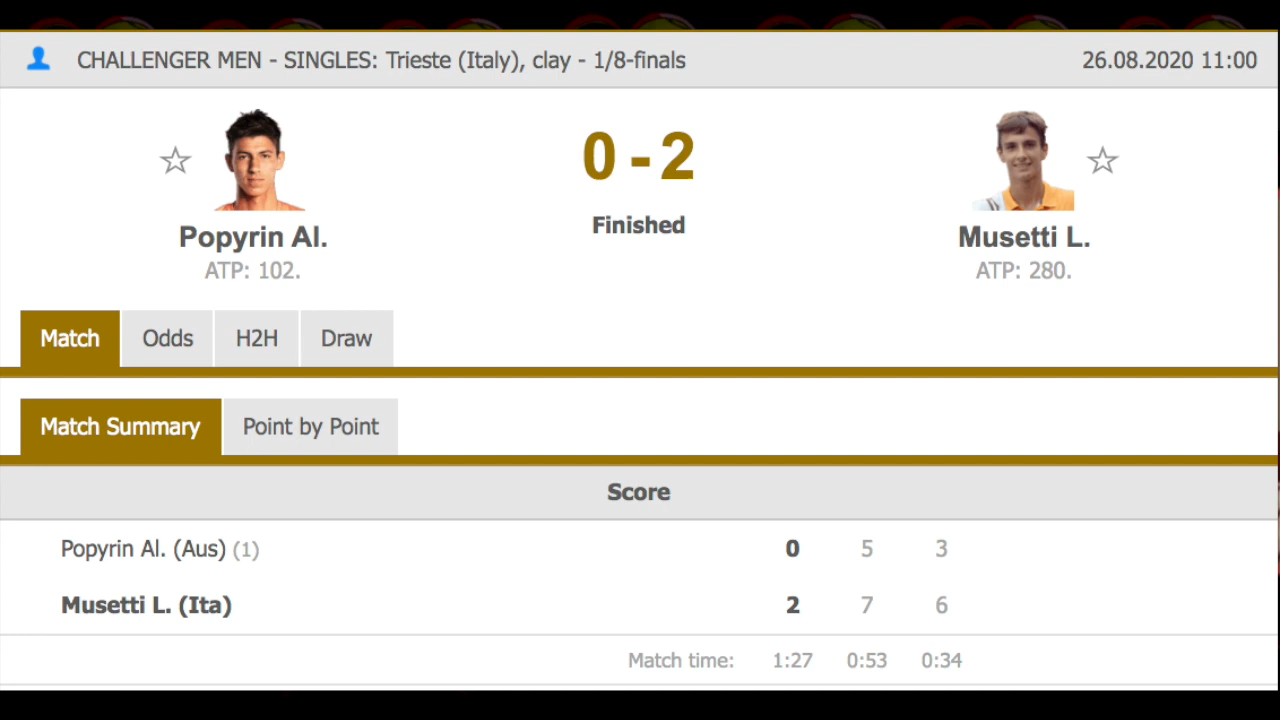 CHALLENGER MEN - SINGLES: Trieste (Italy), clay - 1/8-finals 26.08.2020 11:00
0 - 2
Finished
Popyrin Al. Musetti L.
ATP: 102. ATP: 280.
Match Odds H2H Draw
Match Summary Point by Point
Score
Popyrin Al. (Aus) (1) 0 5 3
Musetti L. (Ita) 2 7 6
Match time: 1:27 0:53 0:34